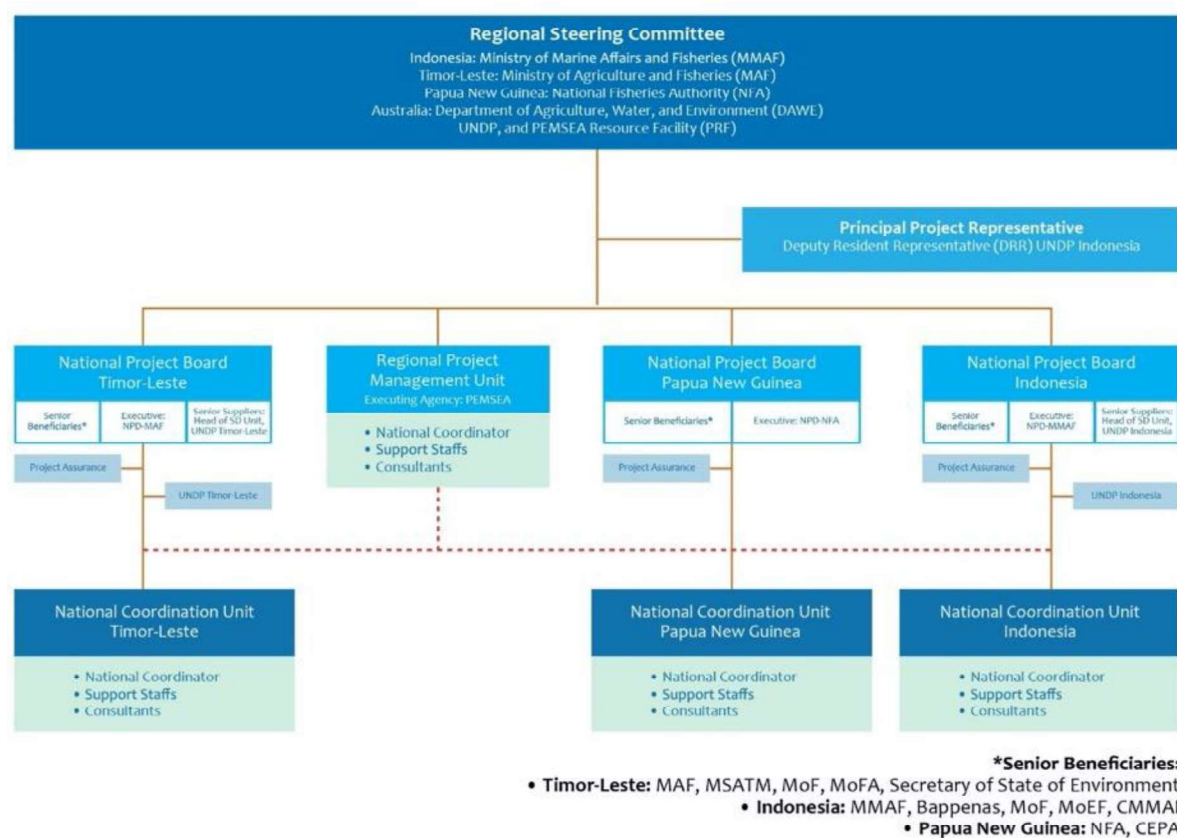 Regional Steering Committee
Indonesia: Ministry of Marine Affairs and Fisheries (MMAF)
Timor-Leste: Ministry of Agriculture and Fisheries (MAF)
Papua New Guinea: National Fisheries Authority (NFA)
Australia: Department of Agriculture, Water, and Environment (DAWE)
UNDP, and PEMSEA Resource Facility (PRF)
Principal Project Representative
Deputy Resident Representative (DRR) UNDP Indonesia
National Project Board
Timor-Leste
Senior
Beneficiaries*
Executive:
NPD-MAF
Senior Suppliers:
Head of SD Unit,
UNDP Timor-Leste
Project Assurance
UNDP Timor-Leste
Regional Project
Management Unit
Executing Agency: PEMSEA
• National Coordinator
• Support Staffs
• Consultants
National Project Board
Papua New Guinea
Senior Beneficiaries*
Executive: NPD-NFA
Project Assurance
National Project Board
Indonesia
Senior
Beneficiaries*
Executive:
NPD-MMAF
Senior Suppliers:
Head of SD Unit,
UNDP Indonesia
Project Assurance
UNDP Indonesia
National Coordination Unit
Timor-Leste
• National Coordinator
• Support Staffs
• Consultants
National Coordination Unit
Papua New Guinea
• National Coordinator
• Support Staffs
• Consultants
National Coordination Unit
Indonesia
• National Coordinator
• Support Staffs
• Consultants
*Senior Beneficiaries:
• Timor-Leste: MAF, MSATM, MoF, MoFA, Secretary of State of Environment
• Indonesia: MMAF, Bappenas, MoF, MoEF, CMMAI
• Papua New Guinea: NFA, CEPA